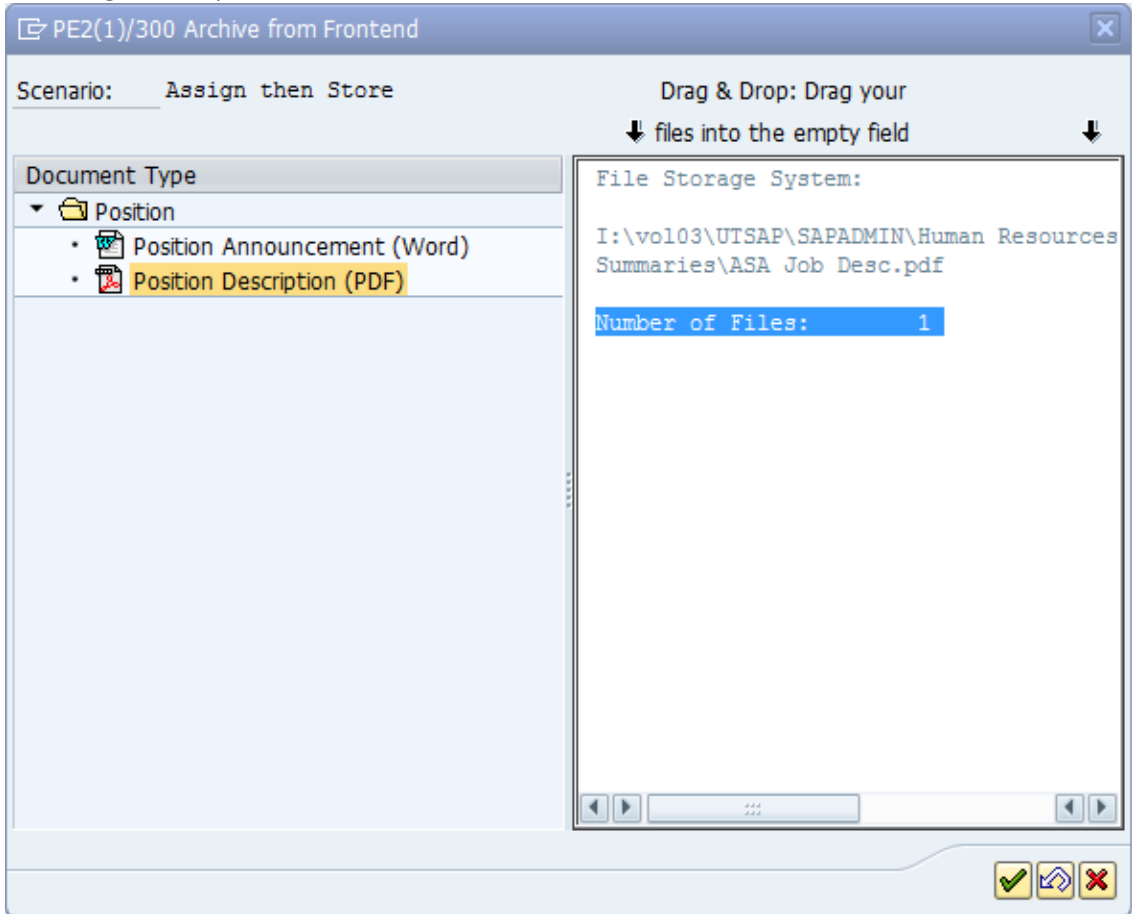 PE2(1)/300 Archive from Frontend
Scenario: Assign then Store
Drag & Drop: Drag your
files into the empty field
Document Type
Position
Position Announcement (Word)
Position Description (PDF)
File Storage System:
I:\vol03\UTSAP\SAPADMIN\Human Resources
Summaries\ASA Job Desc.pdf
Number of Files: 1